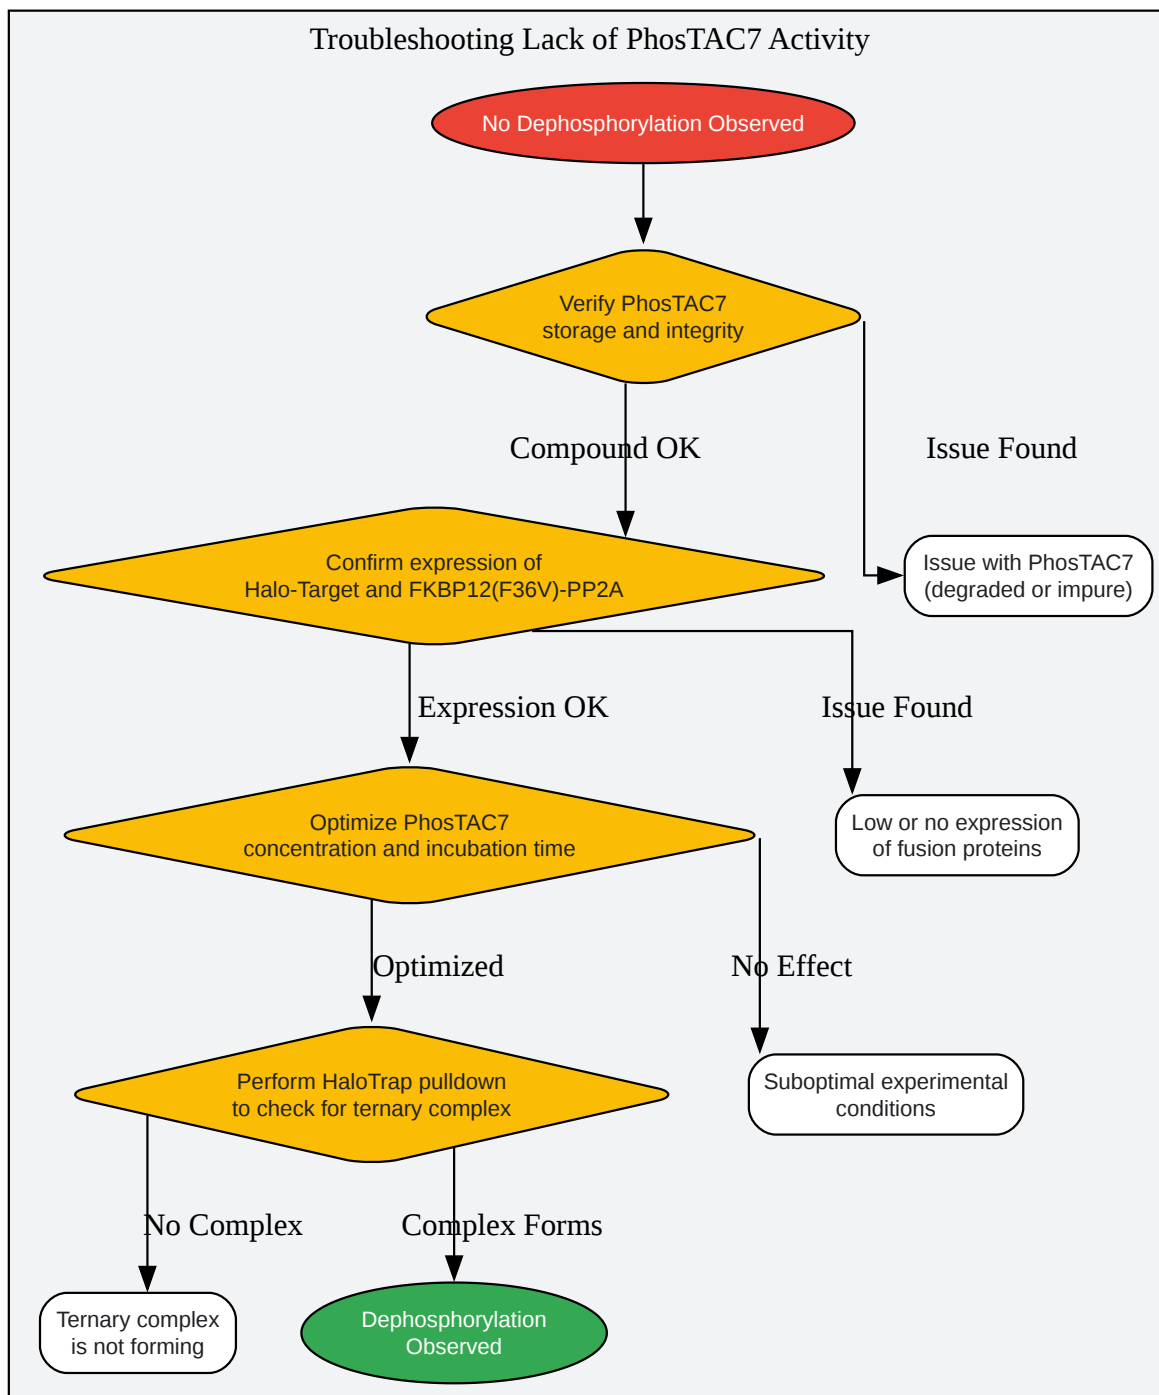 Troubleshooting Lack of PhosTAC7 Activity
No Dephosphorylation Observed
Verify PhosTAC7
storage and integrity
Compound OK
Issue Found
Confirm expression of
Halo-Target and FKBP12(F36V)-PP2A
Issue with PhosTAC7
(degraded or impure)
Expression OK
Issue Found
Optimize PhosTAC7
concentration and incubation time
Low or no expression
of fusion proteins
Optimized
No Effect
Perform HaloTrap pulldown
to check for ternary complex
Suboptimal experimental
conditions
No Complex
Complex Forms
Ternary complex
is not forming
Dephosphorylation
Observed